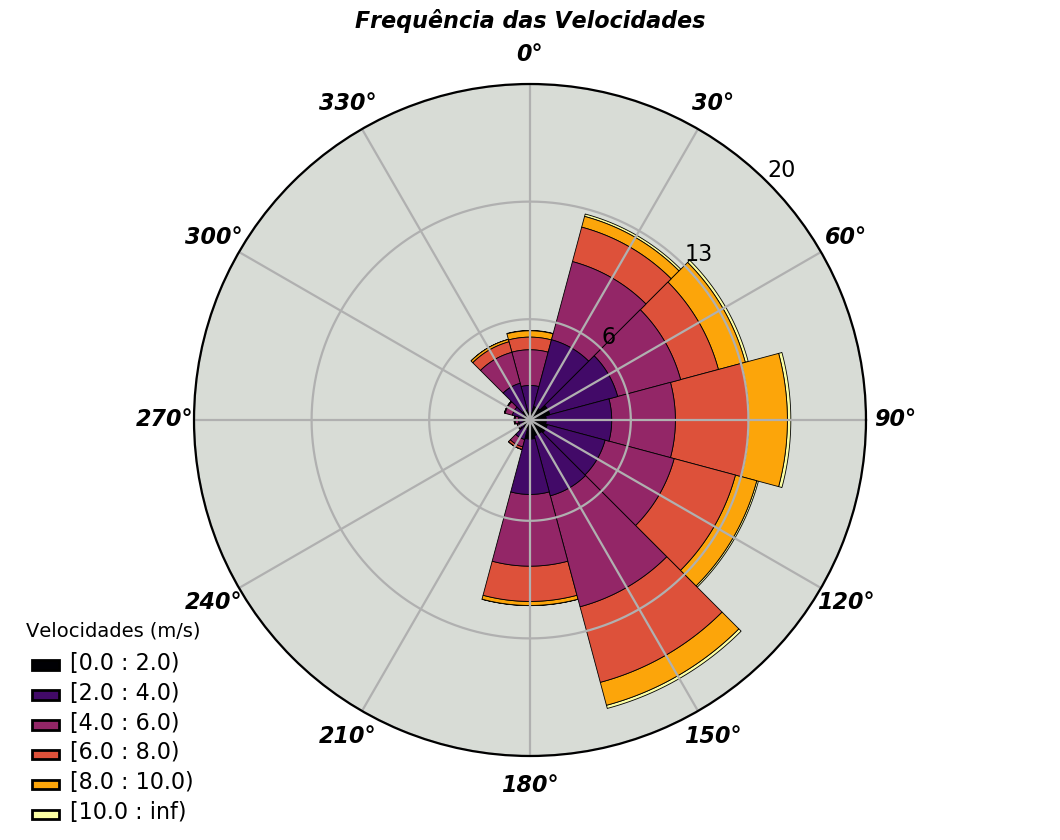 Frequência das Velocidades
0°
330°
30°
20
300°
60°
13
6
270°
90°
240°
120°
210°
150°
180°
Velocidades (m/s)
[0.0 : 2.0)
[2.0 : 4.0)
[4.0 : 6.0)
[6.0 : 8.0)
[8.0 : 10.0)
[10.0 : inf)